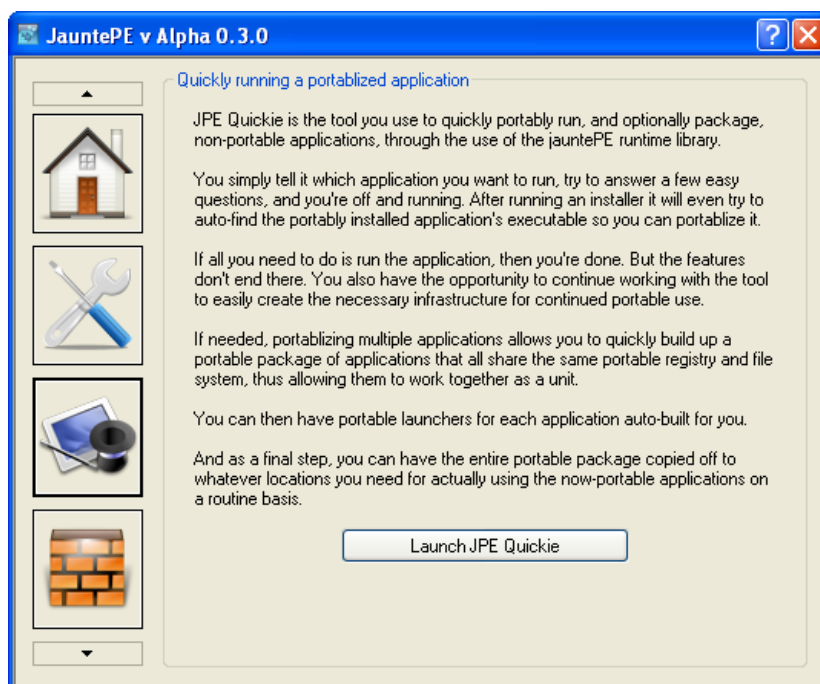 JauntePE v Alpha 0.3.0
Quickly running a portablized application
JPE Quickie is the tool you use to quickly portably run, and optionally package,
non-portable applications, through the use of the jauntePE runtime library.
You simply tell it which application you want to run, try to answer a few easy
questions, and you're off and running. After running an installer it will even try to
auto-find the portably installed application's executable so you can portablize it.
If all you need to do is run the application, then you're done. But the features
don't end there. You also have the opportunity to continue working with the tool
to easily create the necessary infrastructure for continued portable use.
If needed, portablizing multiple applications allows you to quickly build up a
portable package of applications that all share the same portable registry and file
system, thus allowing them to work together as a unit.
You can then have portable launchers for each application auto-built for you.
And as a final step, you can have the entire portable package copied off to
whatever locations you need for actually using the now-portable applications on
a routine basis.
Launch JPE Quickie